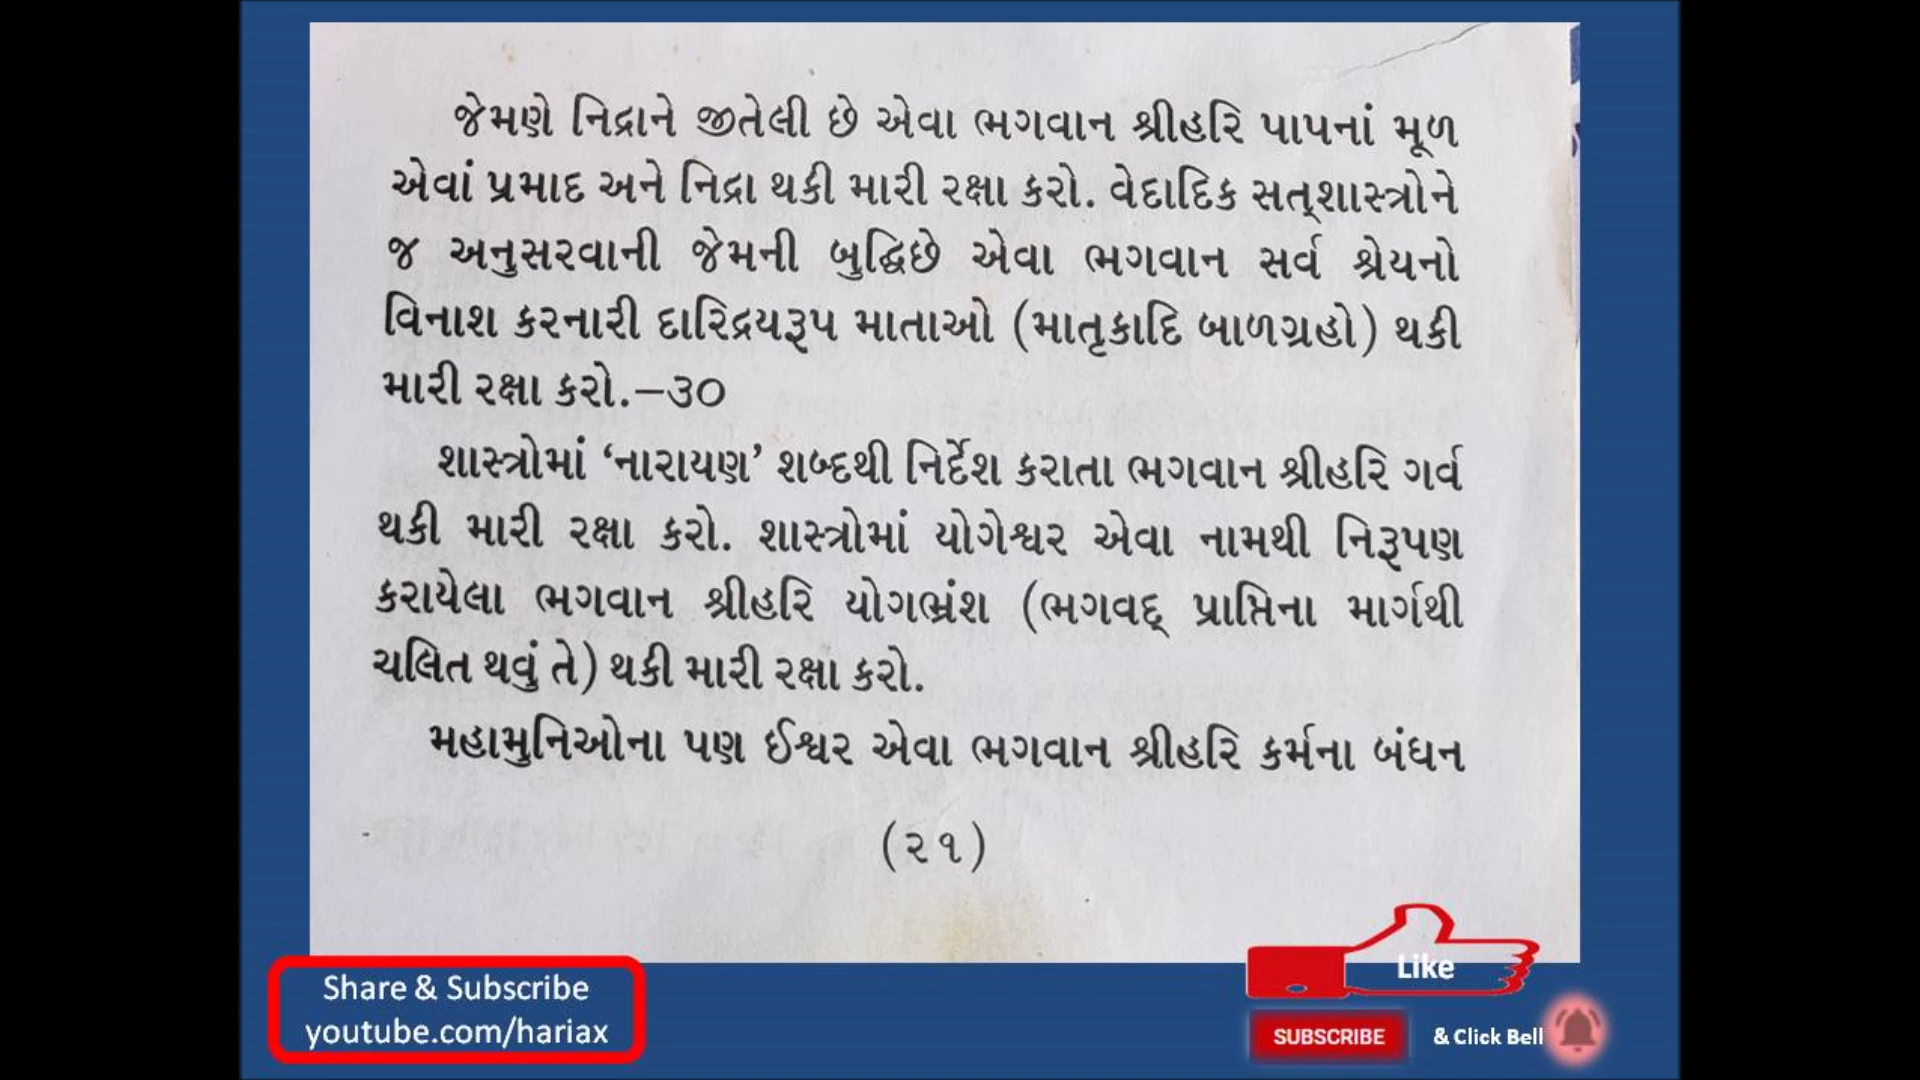 જેમણે નિદ્રાને જીતેલી છે એવા ભગવાન શ્રીહરિ પાપનાં મૂળ
એવાં પ્રમાદ અને નિદ્રા થકી મારી રક્ષા કરો. વેદાદિક સત્‌શાસ્ત્રોને
જ અનુસરવાની જેમની બુદ્ધિછે એવા ભગવાન સર્વ શ્રેયનો
વિનાશ કરનારી દારિદ્રયરૂપ માતાઓ (માતૃકાદિ બાળગ્રહો) થકી
મારી રક્ષા કરો.–૩૦
શાસ્ત્રોમાં ‘નારાયણ’ શબ્દથી નિર્દેશ કરાતા ભગવાન શ્રીહરિ ગર્વ
થકી મારી રક્ષા કરો. શાસ્ત્રોમાં યોગેશ્વર એવા નામથી નિરૂપણ
કરાયેલા ભગવાન શ્રીહરિ યોગભ્રંશ (ભગવદ્ પ્રાપ્તિના માર્ગથી
ચલિત થવું તે) થકી મારી રક્ષા કરો.
મહામુનિઓના પણ ઈશ્વર એવા ભગવાન શ્રીહરિ કર્મના બંધન
(૨૧)
Share & Subscribe
youtube.com/hariax
Like
SUBSCRIBE & Click Bell